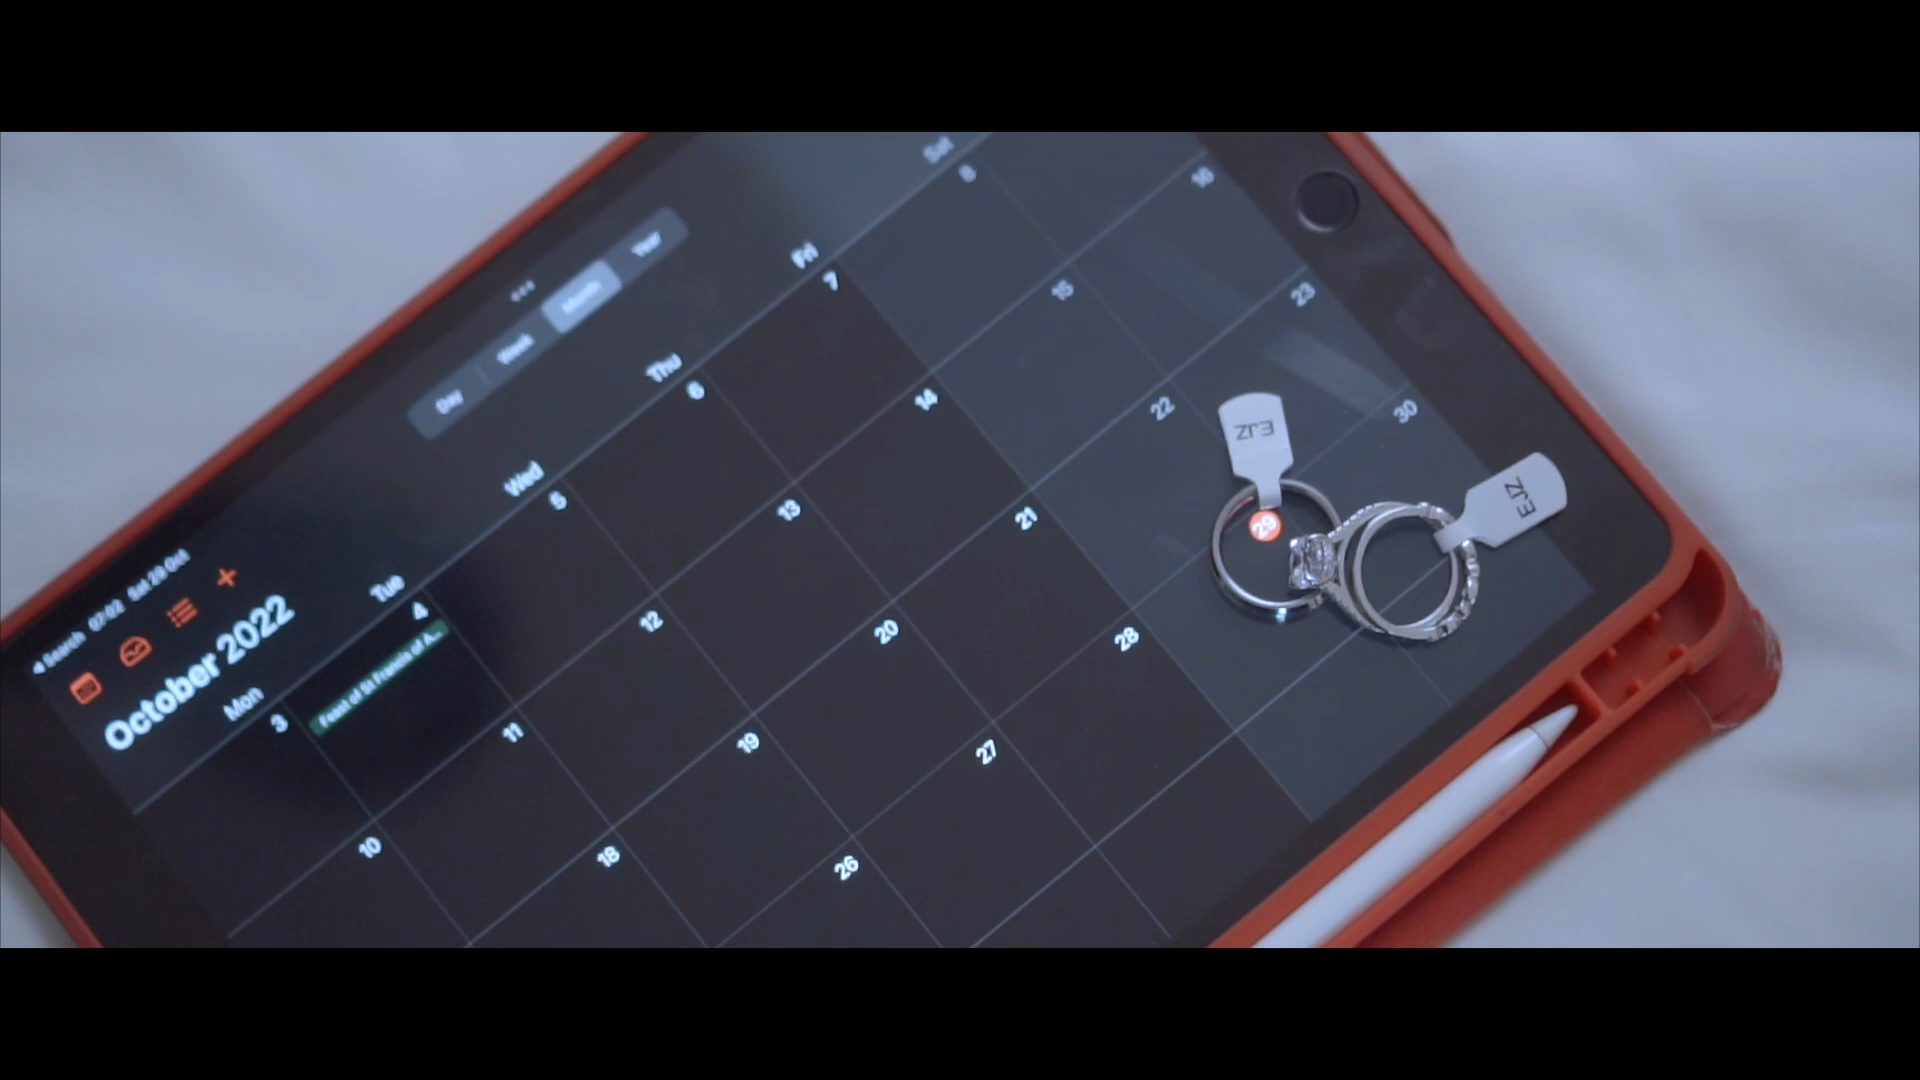 ◀ Search 07:02 Sat 29 Oct
October 2022
Day Week Month Year
Mon Tue Wed Thu Fri Sat
3 4 5 6 7
Feast of St Francis of A...
10 11 12 13 14 15 16
18 19 20 21 22 23
26 27 28 29 30
EJZ
EJZ